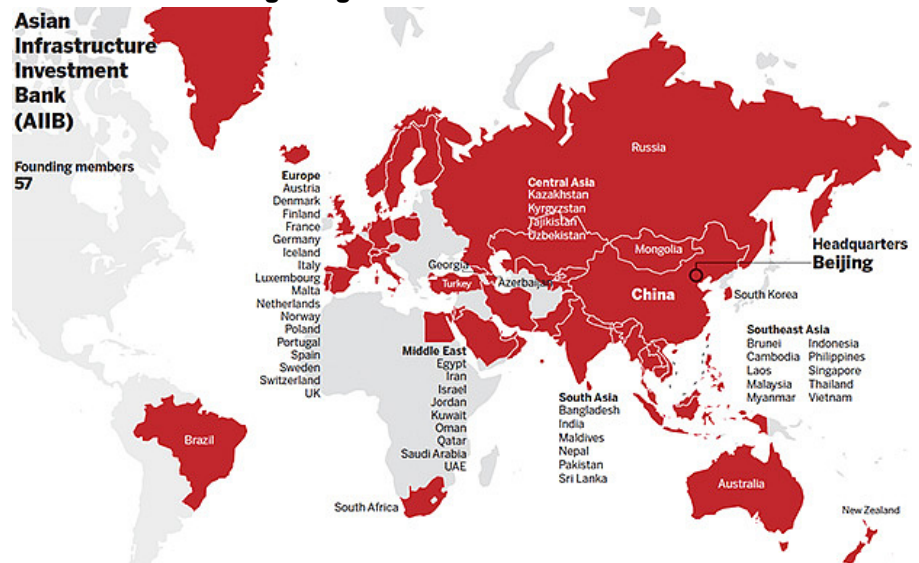 Asian
Infrastructure
Investment
Bank
(AIIB)
Founding members
57
Europe
Austria
Denmark
Finland
France
Germany
Iceland
Italy
Luxembourg
Malta
Netherlands
Norway
Poland
Portugal
Spain
Sweden
Switzerland
UK
Russia
Central Asia
Kazakhstan
Kyrgyzstan
Tajikistan
Uzbekistan
Mongolia
Georgia
Turkey
Azerbaijan
China
Headquarters
Beijing
South Korea
Middle East
Egypt
Iran
Israel
Jordan
Kuwait
Oman
Qatar
Saudi Arabia
UAE
South Asia
Bangladesh
India
Maldives
Nepal
Pakistan
Sri Lanka
Southeast Asia
Brunei Indonesia
Cambodia Philippines
Laos Singapore
Malaysia Thailand
Myanmar Vietnam
Brazil
South Africa
Australia
New Zealand